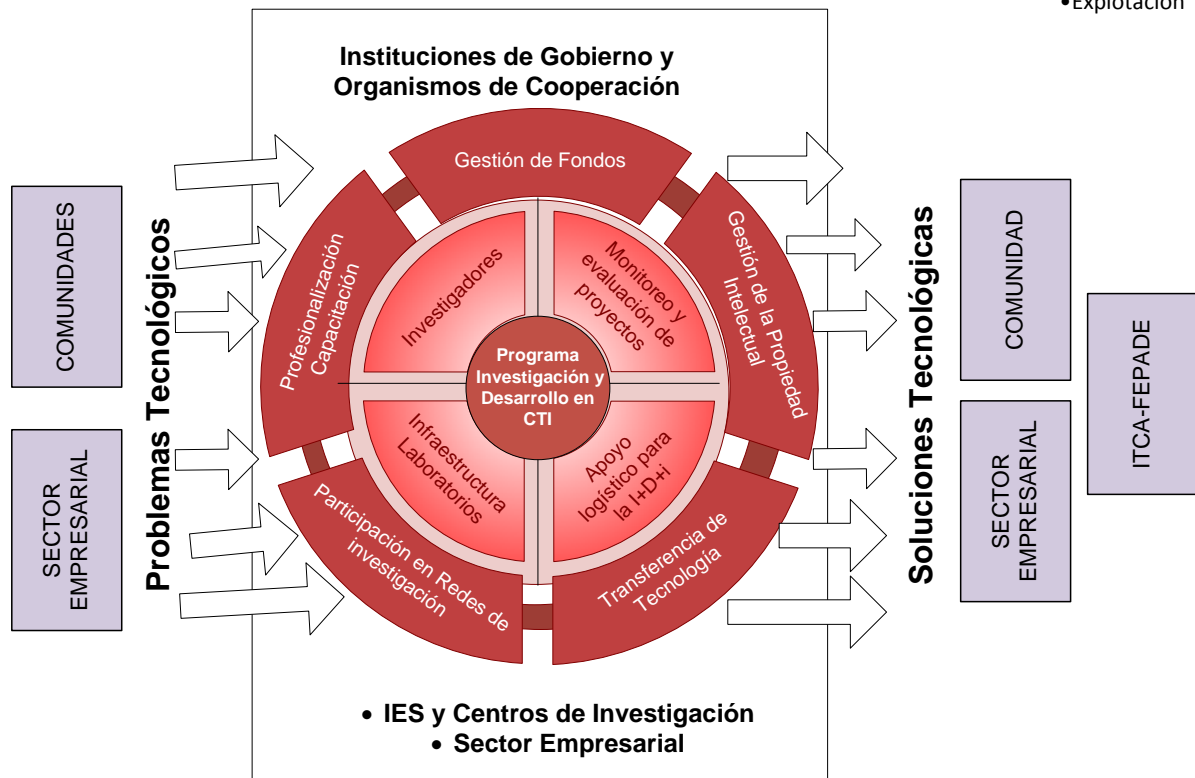 •Explotación
Instituciones de Gobierno y
Organismos de Cooperación
COMUNIDADES
SECTOR
EMPRESARIAL
Problemas Tecnológicos
Gestión de Fondos
Profesionalización
Capacitación
Gestión de la Propiedad
Intelectual
Participación en Redes de
investigación
Transferencia de
Tecnología
Investigadores
Monitoreo y
evaluación de
proyectos
Infraestructura
Laboratorios
Apoyo
logístico para
la I+D+i
Programa
Investigación y
Desarrollo en
CTI
Soluciones Tecnológicas
COMUNIDAD
SECTOR
EMPRESARIAL
ITCA-FEPADE
• IES y Centros de Investigación
• Sector Empresarial